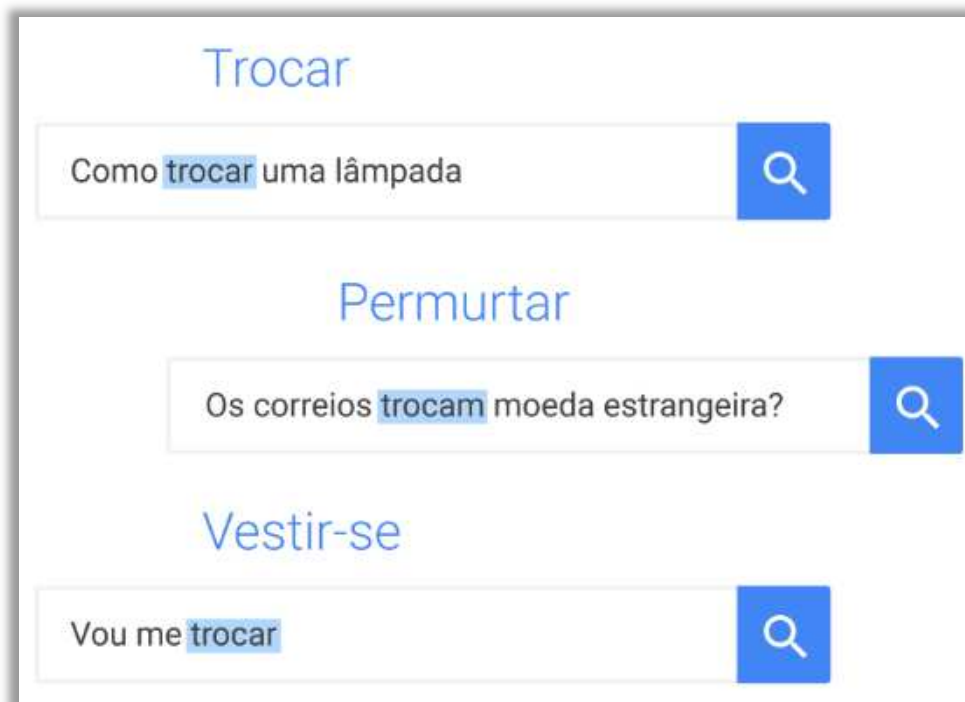 Trocar
Como trocar uma lâmpada
Permurtar
Os correios trocam moeda estrangeira?
Vestir-se
Vou me trocar